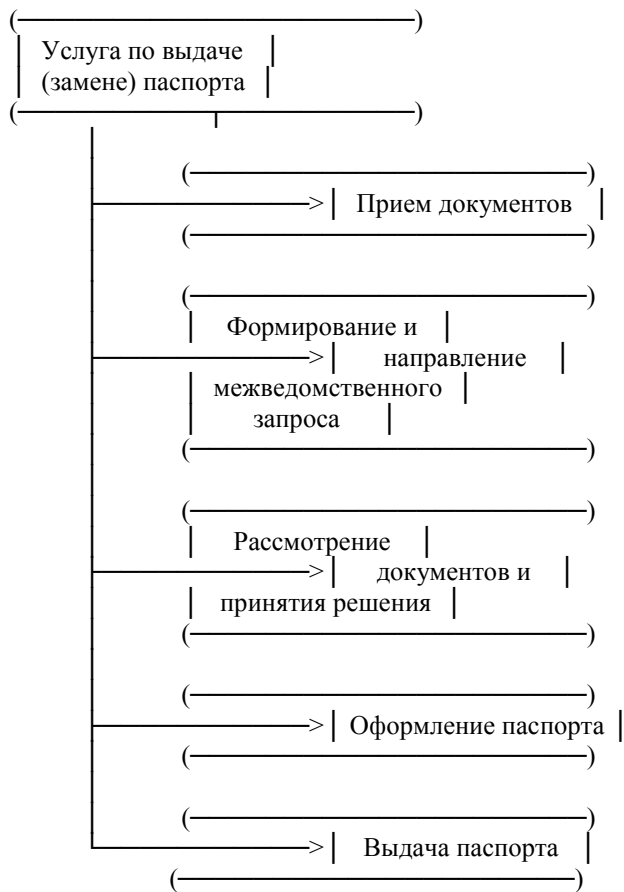 Услуга по выдаче
(замене) паспорта
Прием документов
Формирование и
направление
межведомственного
запроса
Рассмотрение
документов и
принятия решения
Оформление паспорта
Выдача паспорта